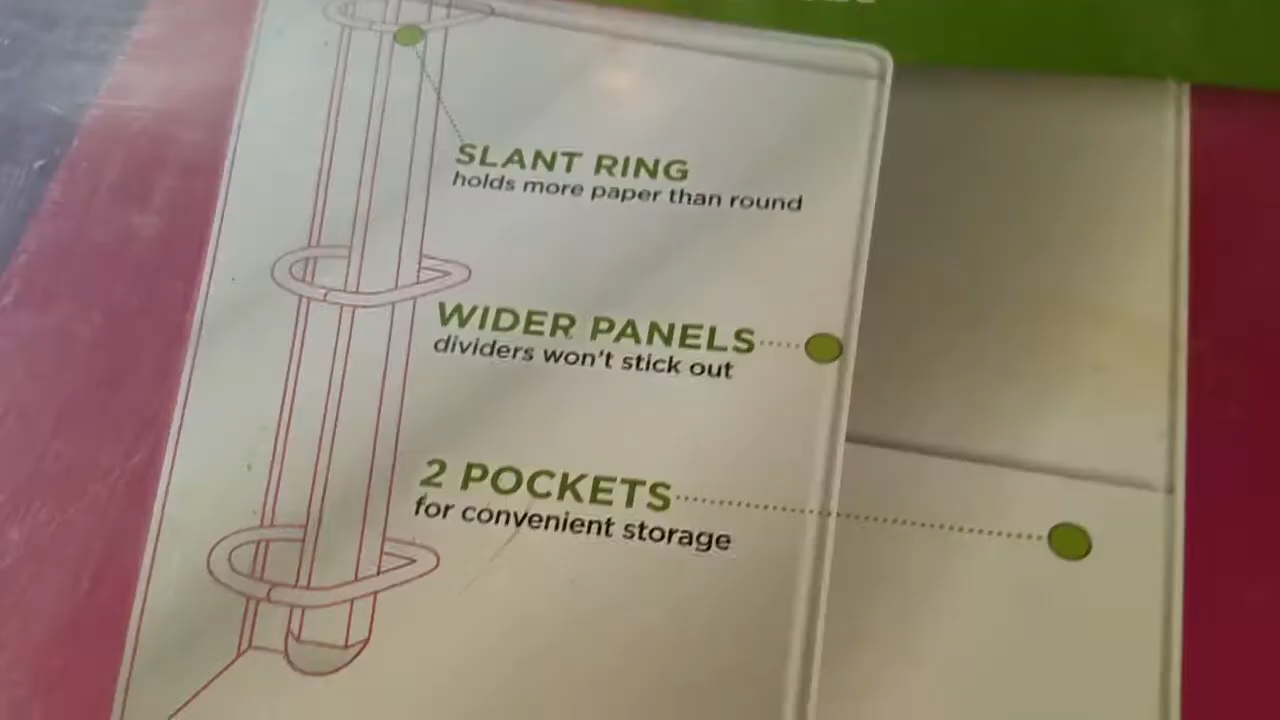 SLANT RING
holds more paper than round
WIDER PANELS
dividers won't stick out
2 POCKETS
for convenient storage